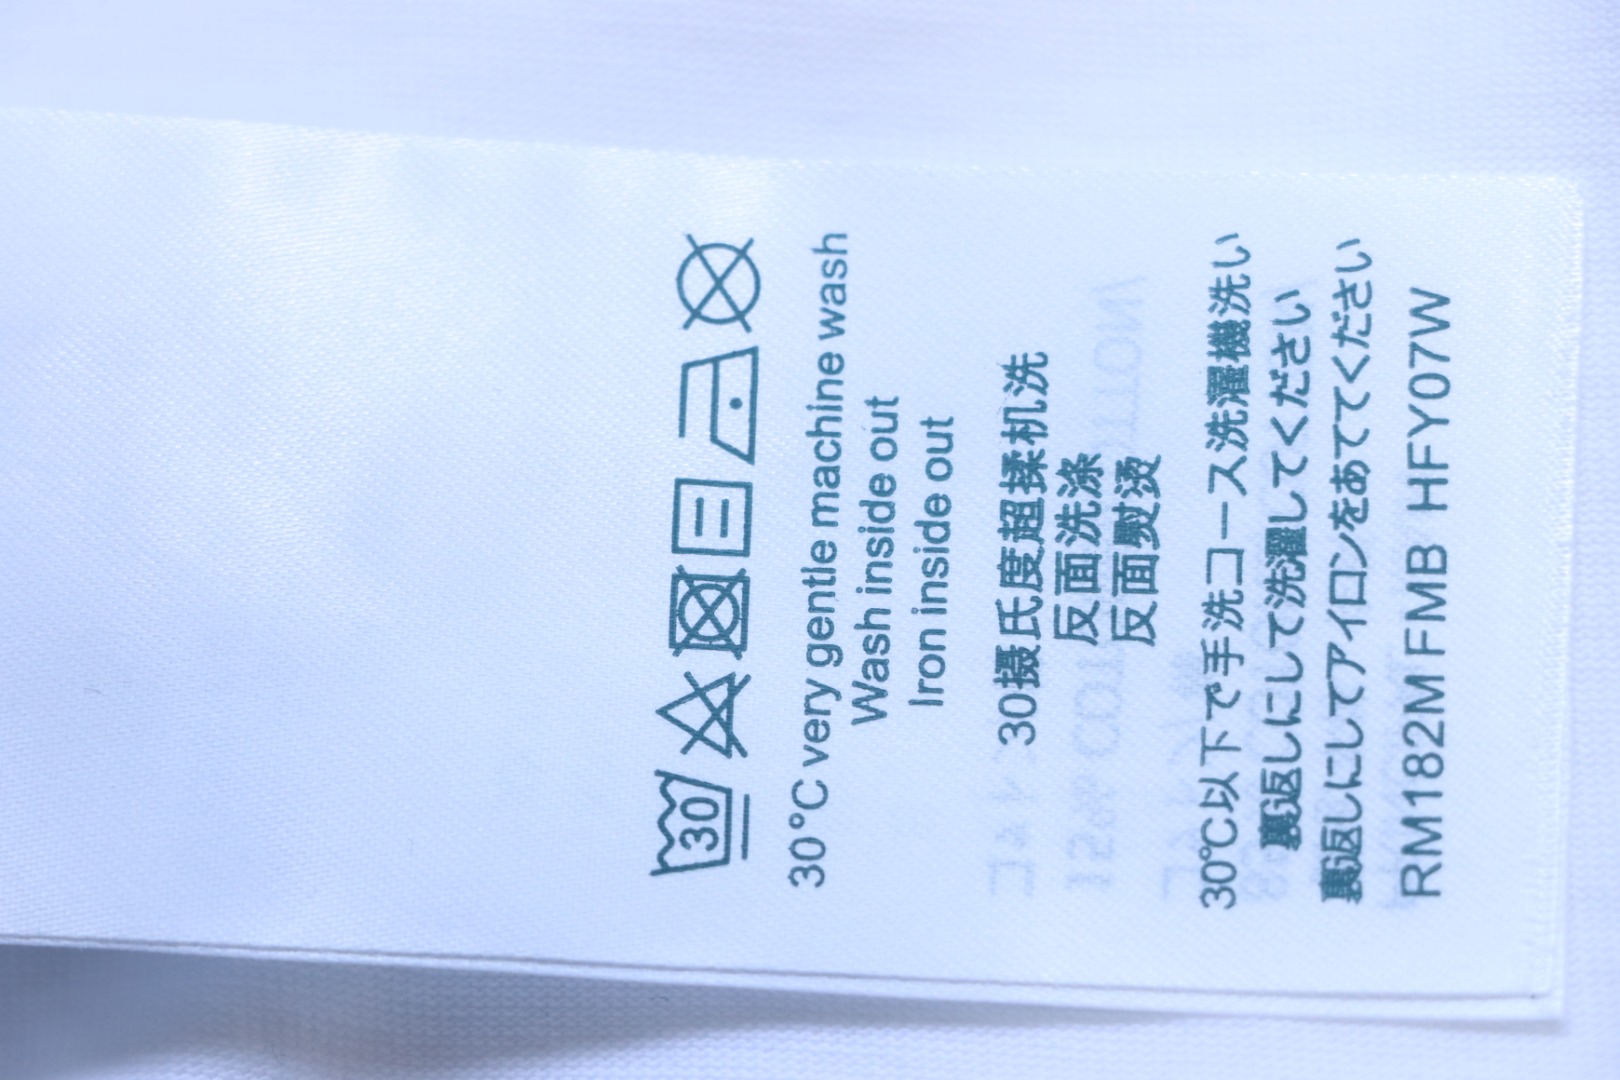 30
30°C very gentle machine wash
Wash inside out
Iron inside out
30摄氏度超揉机洗
反面洗涤
反面熨烫
30℃以下で手洗コース洗濯機洗い
裏返しにして洗濯してください
裏返しにしてアイロンをあててください
RM182M FMB HFY07W